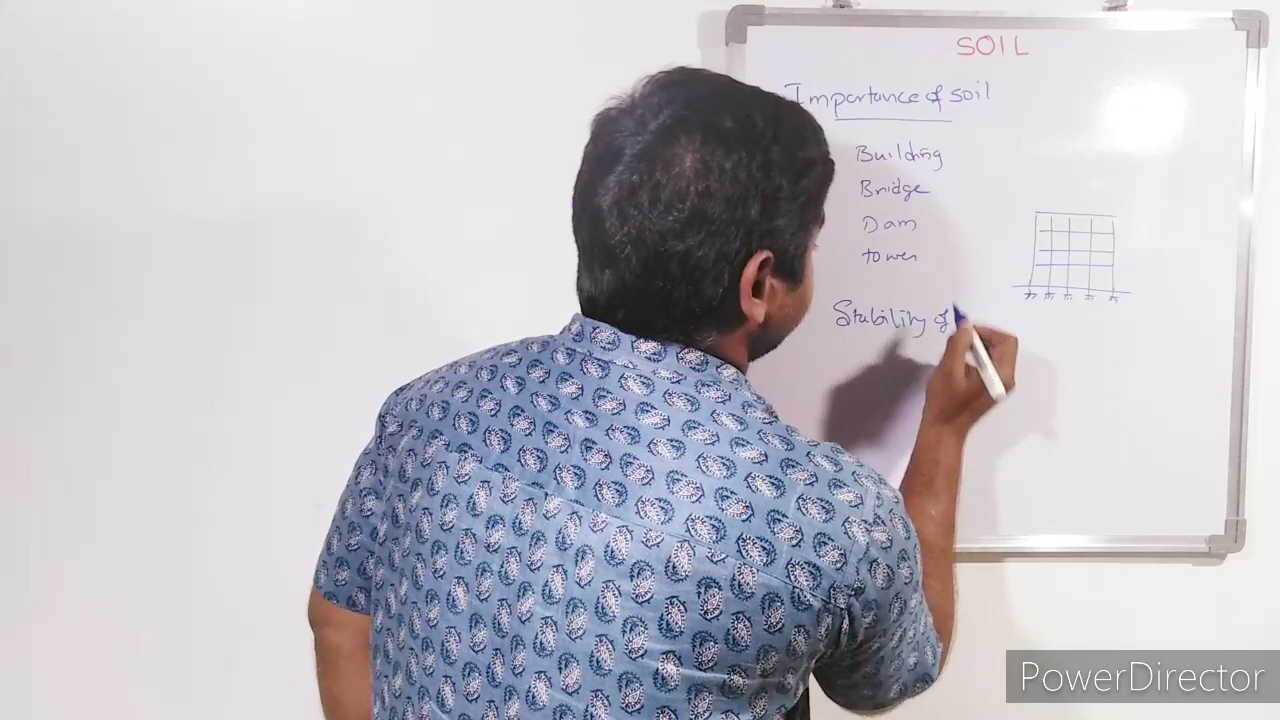 SOIL
Importance of soil
Building
Bridge
Dam
tower
Stability of
PowerDirector